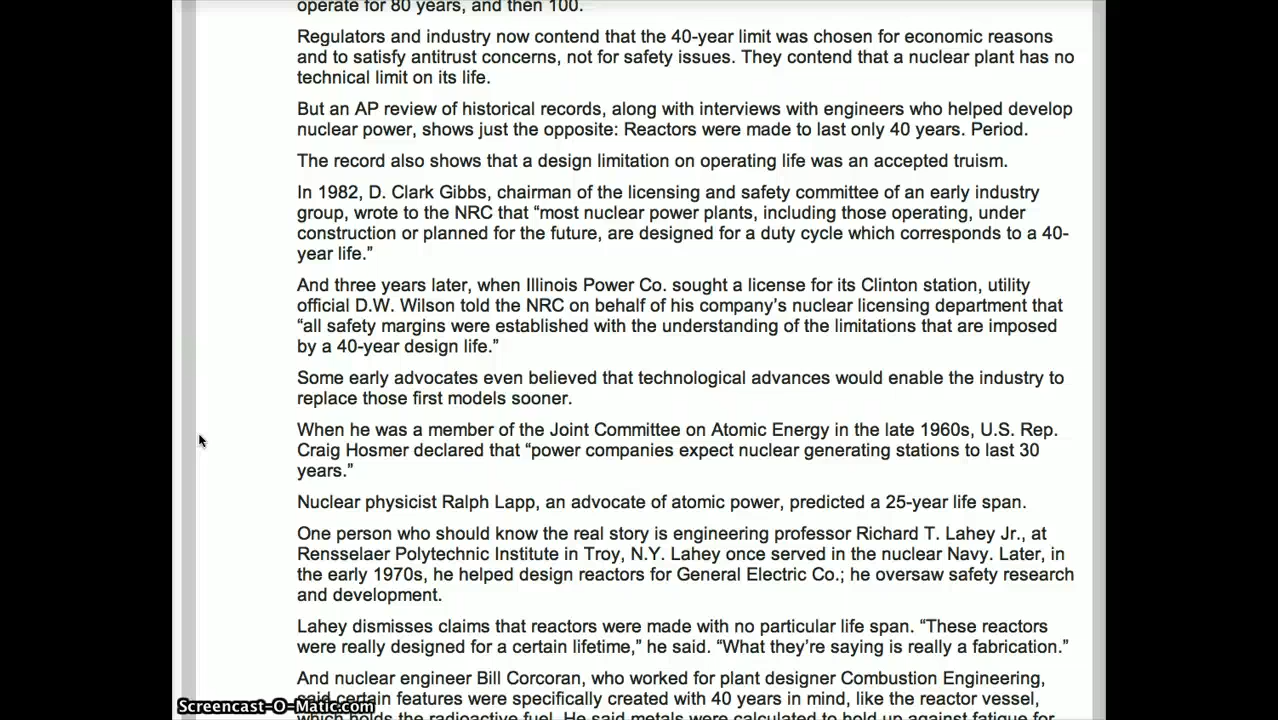 operate for 80 years, and then 100.
Regulators and industry now contend that the 40-year limit was chosen for economic reasons
and to satisfy antitrust concerns, not for safety issues. They contend that a nuclear plant has no
technical limit on its life.
But an AP review of historical records, along with interviews with engineers who helped develop
nuclear power, shows just the opposite: Reactors were made to last only 40 years. Period.
The record also shows that a design limitation on operating life was an accepted truism.
In 1982, D. Clark Gibbs, chairman of the licensing and safety committee of an early industry
group, wrote to the NRC that “most nuclear power plants, including those operating, under
construction or planned for the future, are designed for a duty cycle which corresponds to a 40-
year life.”
And three years later, when Illinois Power Co. sought a license for its Clinton station, utility
official D.W. Wilson told the NRC on behalf of his company’s nuclear licensing department that
“all safety margins were established with the understanding of the limitations that are imposed
by a 40-year design life.”
Some early advocates even believed that technological advances would enable the industry to
replace those first models sooner.
When he was a member of the Joint Committee on Atomic Energy in the late 1960s, U.S. Rep.
Craig Hosmer declared that “power companies expect nuclear generating stations to last 30
years.”
Nuclear physicist Ralph Lapp, an advocate of atomic power, predicted a 25-year life span.
One person who should know the real story is engineering professor Richard T. Lahey Jr., at
Rensselaer Polytechnic Institute in Troy, N.Y. Lahey once served in the nuclear Navy. Later, in
the early 1970s, he helped design reactors for General Electric Co.; he oversaw safety research
and development.
Lahey dismisses claims that reactors were made with no particular life span. “These reactors
were really designed for a certain lifetime,” he said. “What they’re saying is really a fabrication.”
And nuclear engineer Bill Corcoran, who worked for plant designer Combustion Engineering,
said certain features were specifically created with 40 years in mind, like the reactor vessel,
which holds the radioactive fuel. He said metals were calculated to hold up against fatigue for
Screencast-O-Matic.com